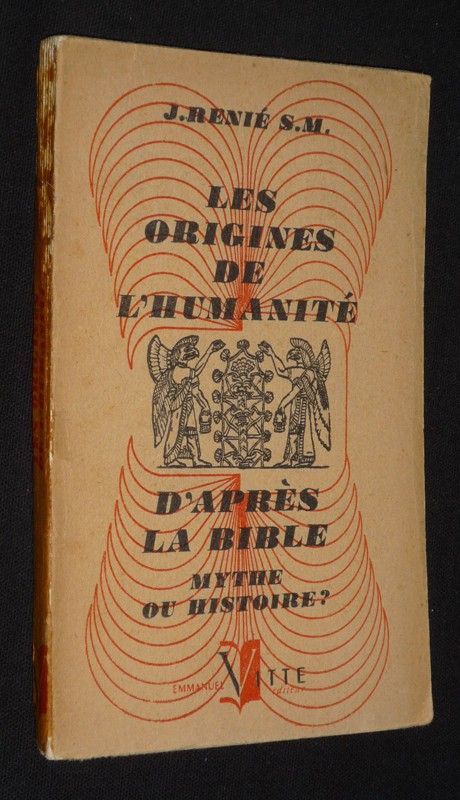 J. RENIÉ S.M.
LES
ORIGINES
DE
L'HUMANITÉ
D'APRÈS
LA BIBLE
MYTHE
OU HISTOIRE?
EMMANUEL VITTE
éditeur